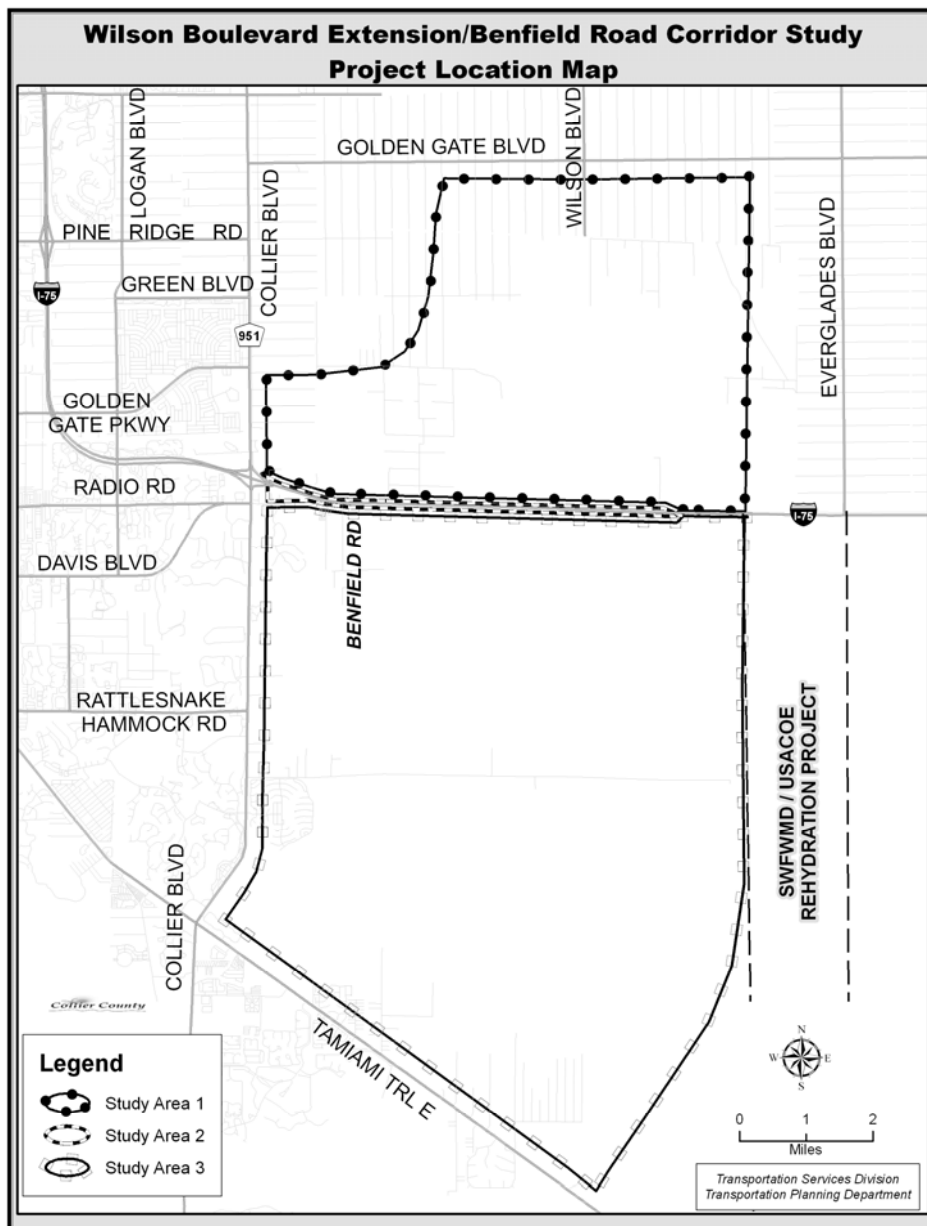 Wilson Boulevard Extension/Benfield Road Corridor Study
Project Location Map
LOGAN BLVD
COLLIER BLVD
GOLDEN GATE BLVD
WILSON BLVD
EVERGLADES BLVD
PINE RIDGE RD
GREEN BLVD
I-75
951
GOLDEN
GATE PKWY
RADIO RD
I-75
DAVIS BLVD
BENFIELD RD
RATTLESNAKE
HAMMOCK RD
SWFWMD / USACOE
REHYDRATION PROJECT
COLLIER BLVD
TAMIAMI TRL E
Collier County
Legend
Study Area 1
Study Area 2
Study Area 3
N
W E
S
0 1 2
Miles
Transportation Services Division
Transportation Planning Department